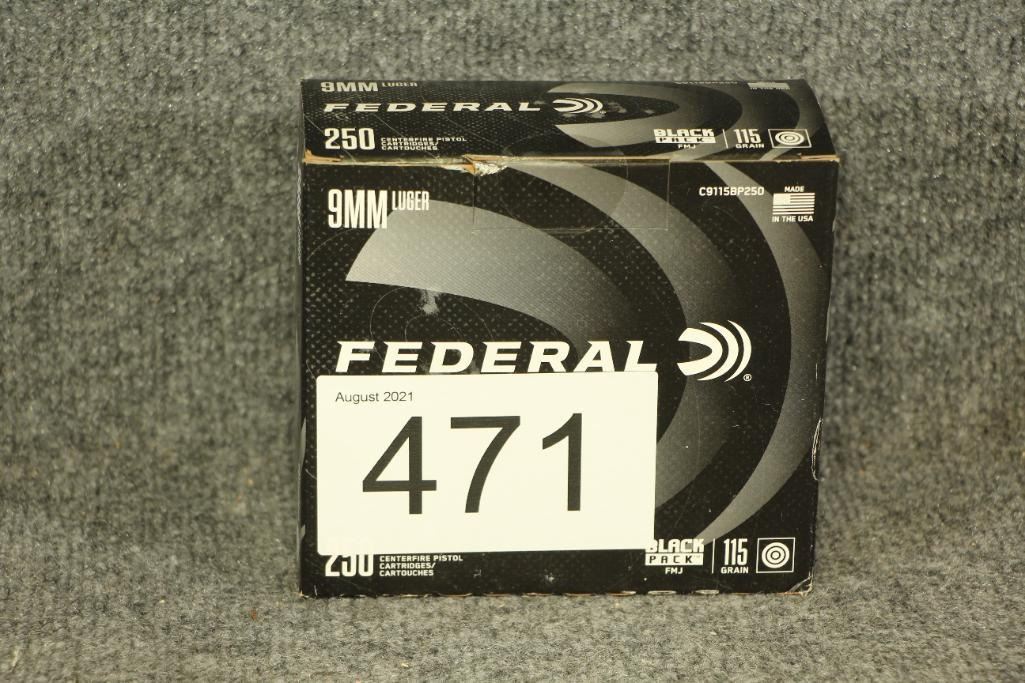 9MM LUGER
FEDERAL
250 CENTERFIRE PISTOL
CARTRIDGES/
CARTOUCHES
BLACK
PACK
FMJ
115
GRAIN
9MM LUGER
C9115BP250
MADE
IN THE USA
FEDERAL ®
August 2021
471
250 CENTERFIRE PISTOL
CARTRIDGES/
CARTOUCHES
BLACK
PACK
FMJ
115
GRAIN